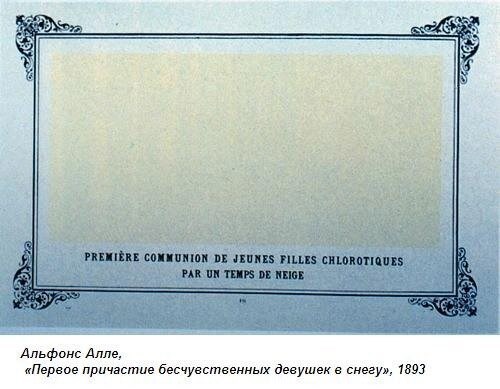 PREMIÈRE COMMUNION DE JEUNES FILLES CHLOROTIQUES
PAR UN TEMPS DE NEIGE
Альфонс Алле,
«Первое причастие бесчувственных девушек в снегу», 1893